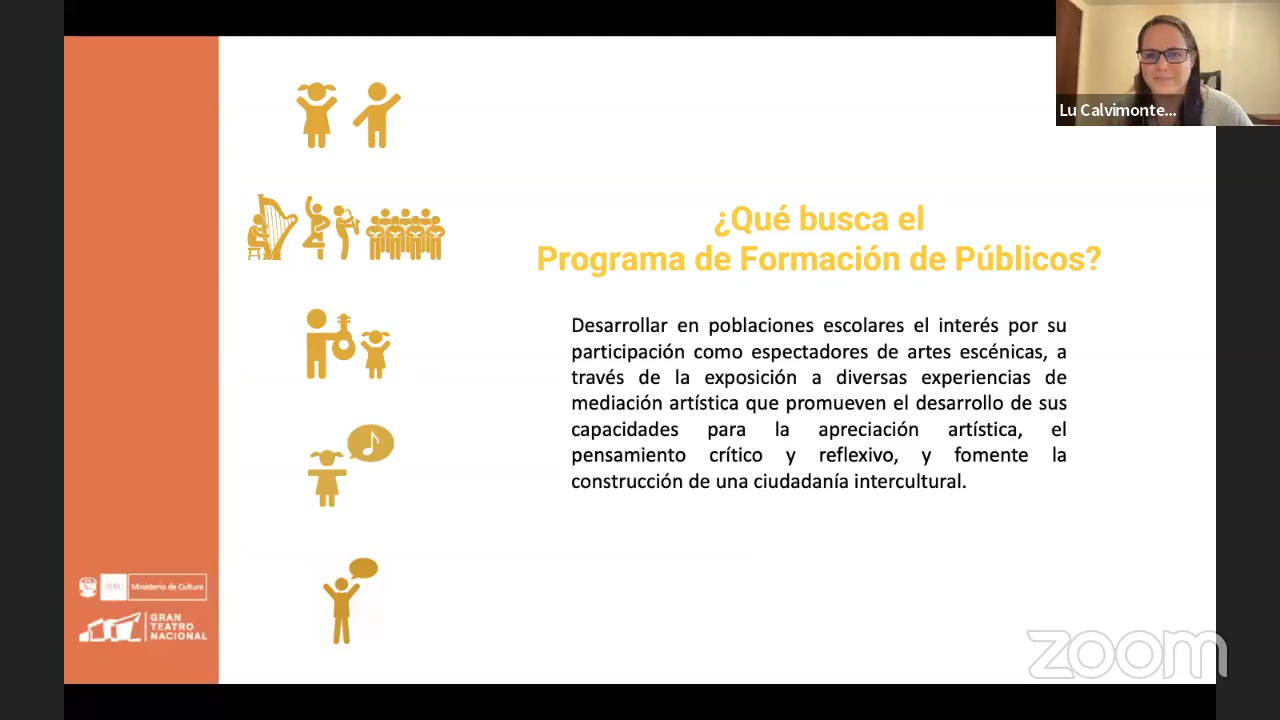 Lu Calvimonte...
¿Qué busca el
Programa de Formación de Públicos?
Desarrollar en poblaciones escolares el interés por su
participación como espectadores de artes escénicas, a
través de la exposición a diversas experiencias de
mediación artística que promueven el desarrollo de sus
capacidades para la apreciación artística, el
pensamiento crítico y reflexivo, y fomente la
construcción de una ciudadanía intercultural.
PERÚ
Ministerio de Cultura
GRAN
TEATRO
NACIONAL
zoom